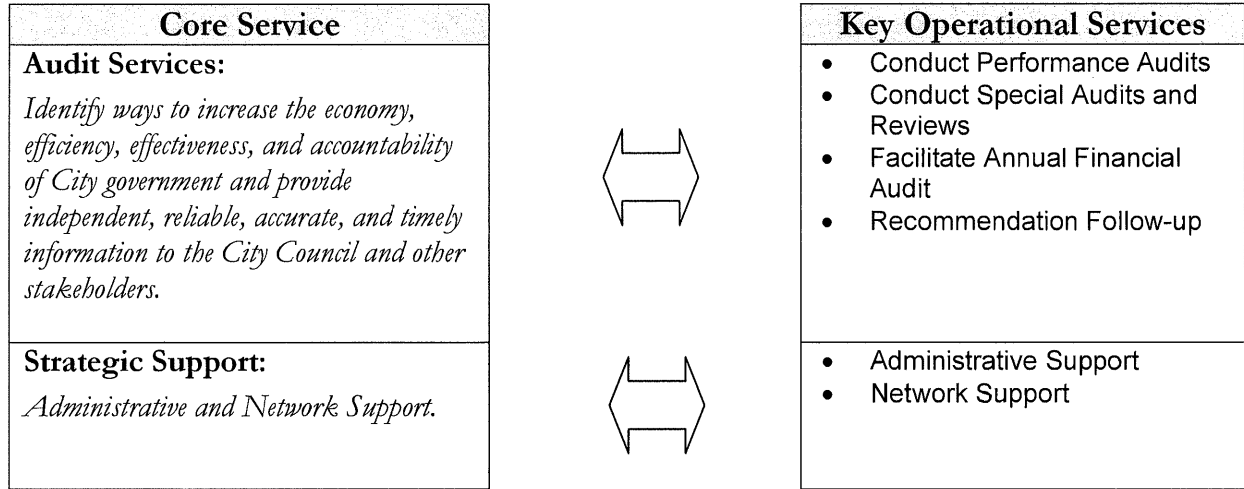 Core Service
Audit Services:
Identify ways to increase the economy,
efficiency, effectiveness, and accountability
of City government and provide
independent, reliable, accurate, and timely
information to the City Council and other
stakeholders.
Strategic Support:
Administrative and Network Support.
Key Operational Services
• Conduct Performance Audits
• Conduct Special Audits and
Reviews
• Facilitate Annual Financial
Audit
• Recommendation Follow-up
• Administrative Support
• Network Support